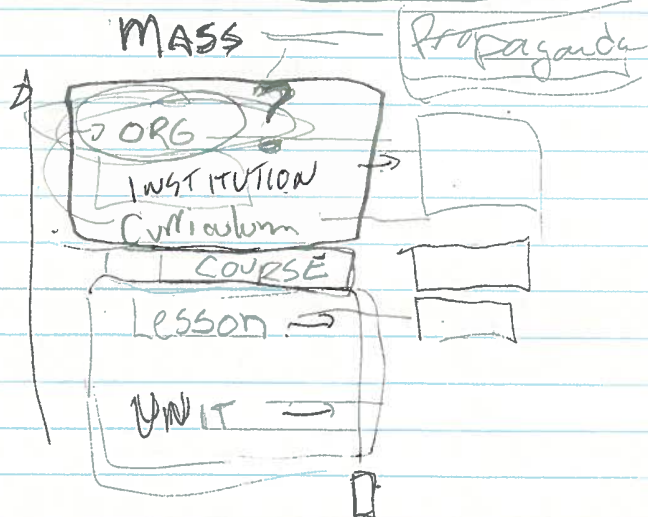 MASS Propaganda
?
ORG
INSTITUTION
Curriculum
COURSE
Lesson
UNIT